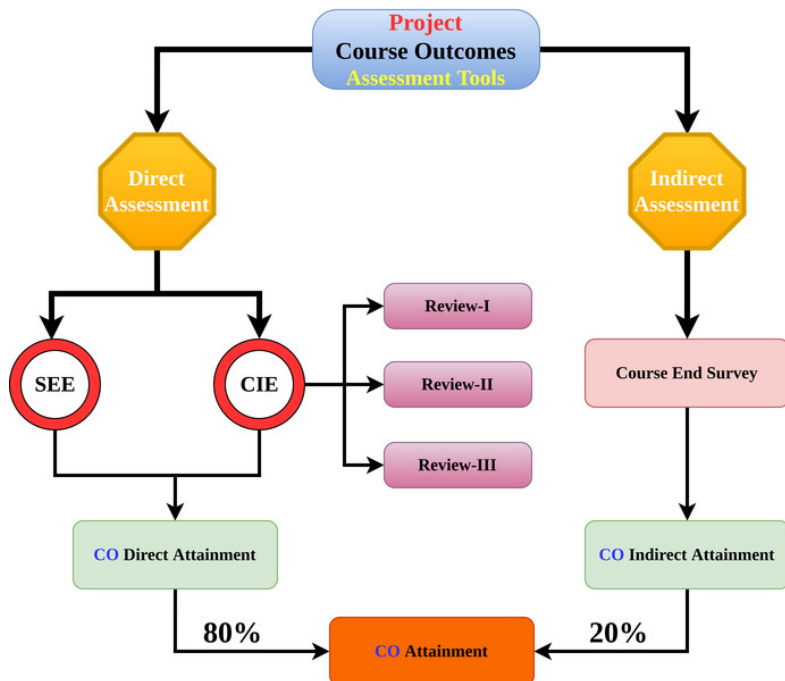 Project
Course Outcomes
Assessment Tools
Direct
Assessment
Indirect
Assessment
Review-I
SEE
CIE
Review-II
Course End Survey
Review-III
CO Direct Attainment
CO Indirect Attainment
80%
20%
CO Attainment